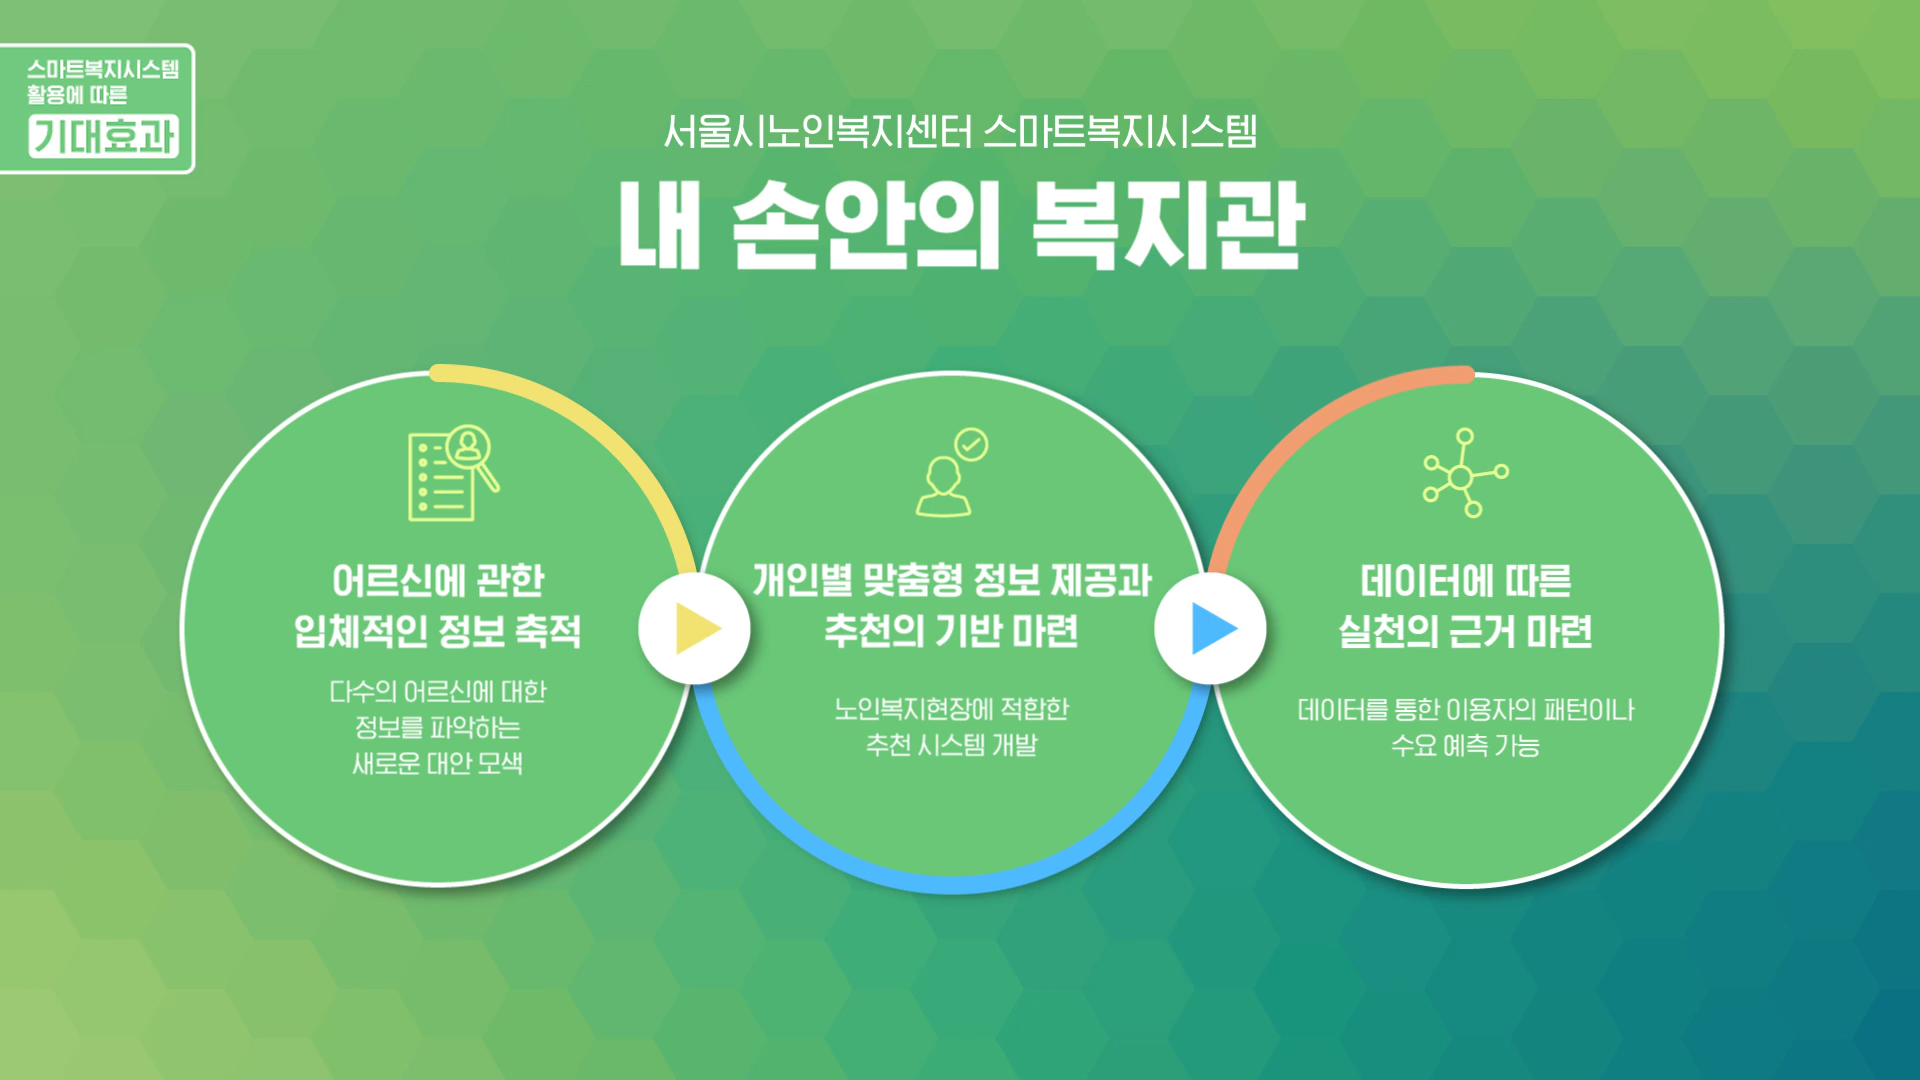 스마트복지시스템
활용에 따른
기대효과
서울시노인복지센터 스마트복지시스템
내 손안의 복지관
어르신에 관한
입체적인 정보 축적
다수의 어르신에 대한
정보를 파악하는
새로운 대안 모색
개인별 맞춤형 정보 제공과
추천의 기반 마련
노인복지현장에 적합한
추천 시스템 개발
데이터에 따른
실천의 근거 마련
데이터를 통한 이용자의 패턴이나
수요 예측 가능